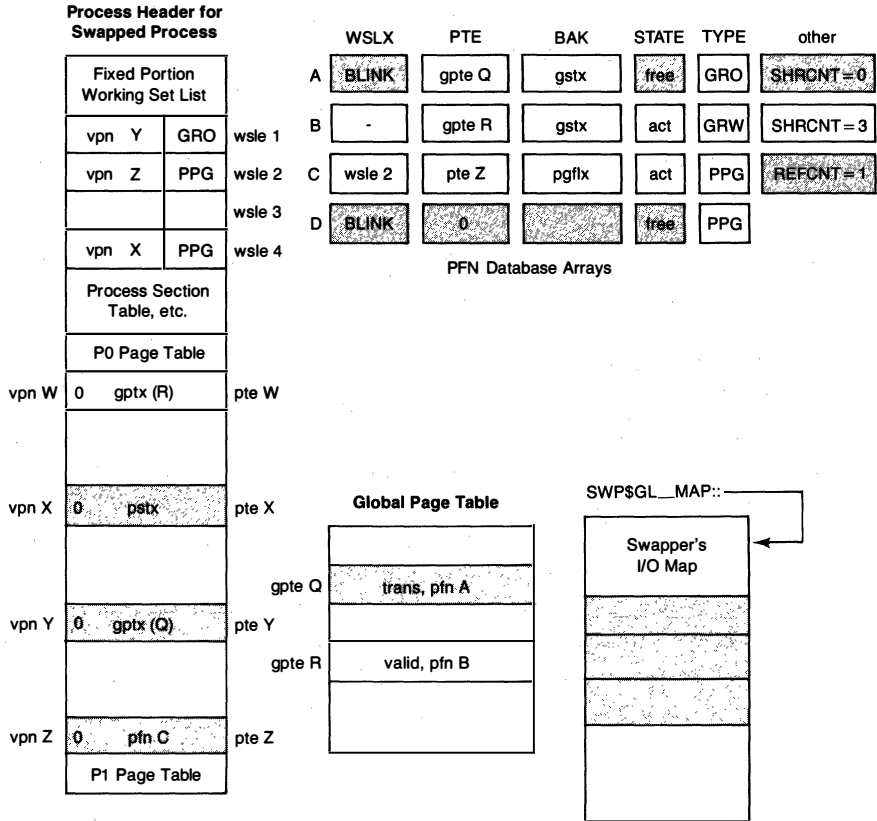 Process Header for
Swapped Process
Fixed Portion
Working Set List
vpn Y GRO wsle 1
vpn Z PPG wsle 2
wsle 3
vpn X PPG wsle 4
Process Section
Table, etc.
P0 Page Table
vpn W 0 gptx (R) pte W
vpn X 0 pstx pte X
vpn Y 0 gptx (Q) pte Y
vpn Z 0 pfn C pte Z
P1 Page Table
WSLX PTE BAK STATE TYPE other
A BLINK gpte Q gstx free GRO SHRCNT = 0
B - gpte R gstx act GRW SHRCNT = 3
C wsle 2 pte Z pgflx act PPG REFCNT = 1
D BLINK 0 free PPG
PFN Database Arrays
Global Page Table
gpte Q trans, pfn A
gpte R valid, pfn B
SWP$GL__MAP::
Swapper's
I/O Map